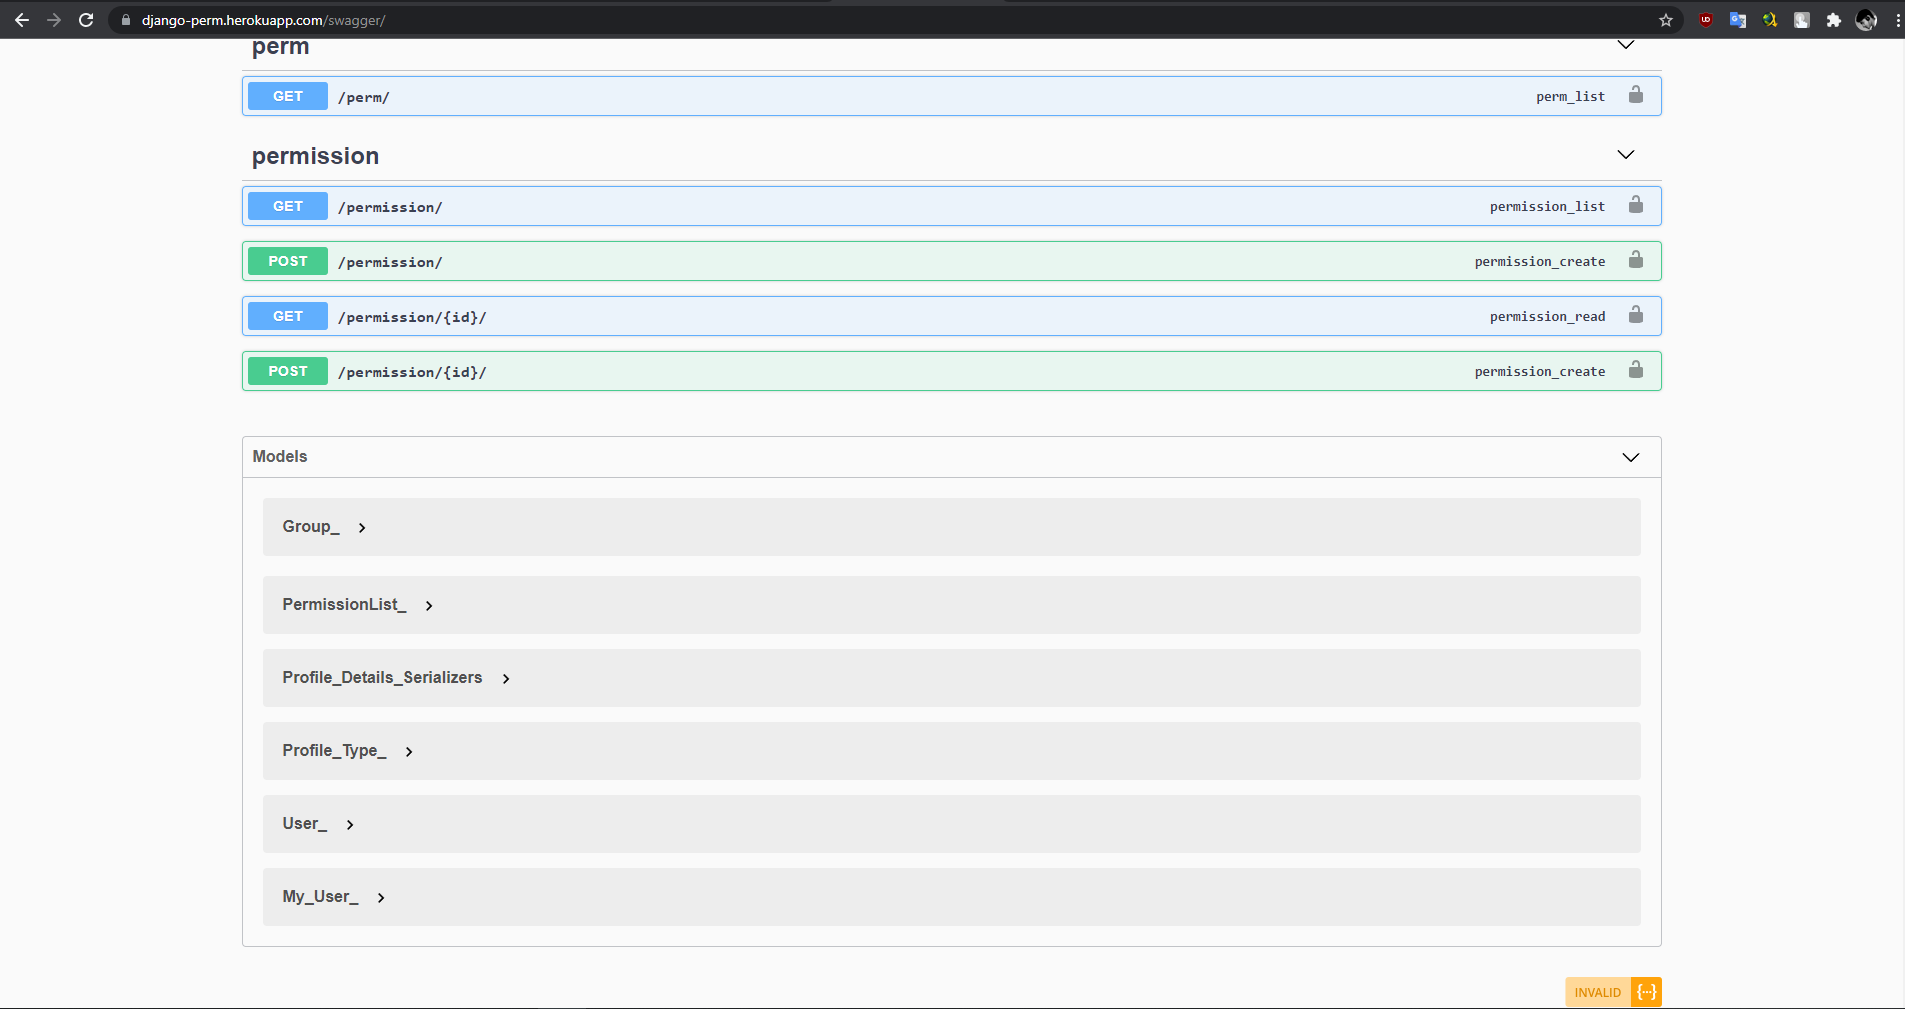 django-perm.herokuapp.com/swagger/
perm
GET /perm/ perm_list
permission
GET /permission/ permission_list
POST /permission/ permission_create
GET /permission/{id}/ permission_read
POST /permission/{id}/ permission_create
Models
Group_
PermissionList_
Profile_Details_Serializers
Profile_Type_
User_
My_User_
INVALID {···}